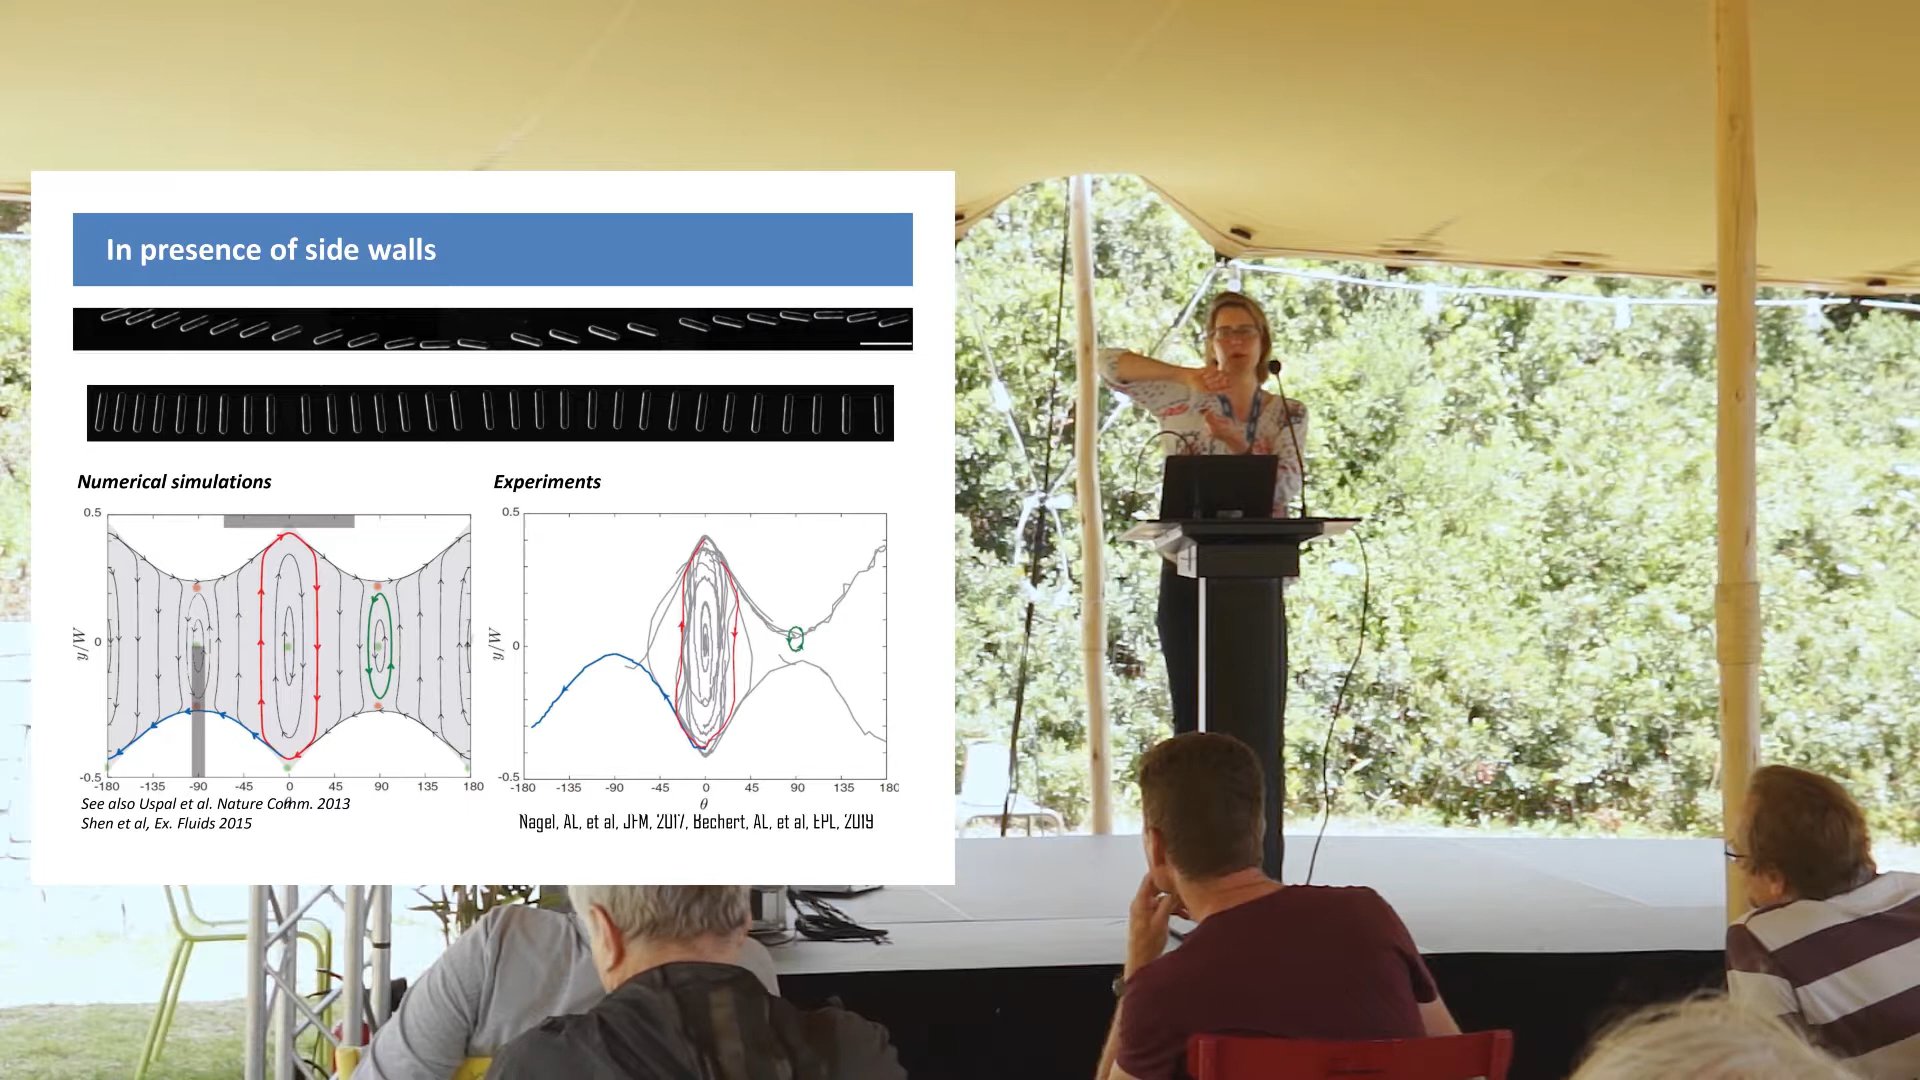 In presence of side walls
Numerical simulations
Experiments
0.5
0
-0.5
y/W
-180 -135 -90 -45 0 45 90 135 180
θ
See also Uspal et al. Nature Comm. 2013
Shen et al, Ex. Fluids 2015
0.5
0
-0.5
y/W
-180 -135 -90 -45 0 45 90 135 180
θ
Nagel, AL, et al, JFM, 2017, Bechert, AL, et al, EPL, 2019